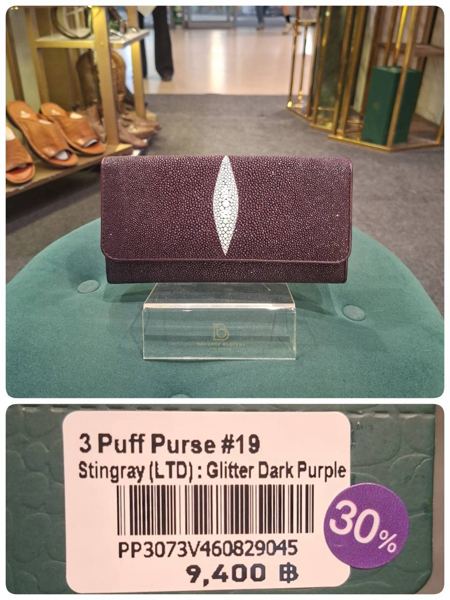 3 Puff Purse #19
Stingray (LTD) : Glitter Dark Purple
PP3073V460829045
9,400 ฿
30%